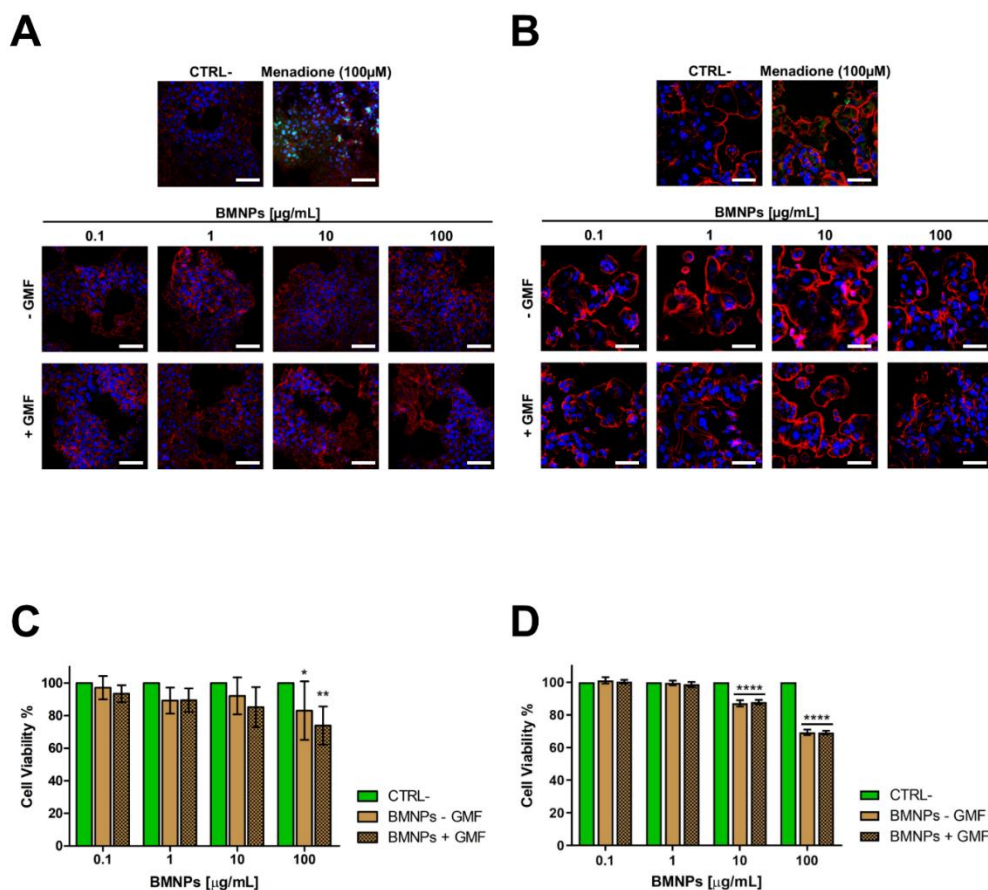 A
CTRL-
Menadione (100µM)
BMNPs [µg/mL]
0.1
1
10
100
- GMF
+ GMF
B
CTRL-
Menadione (100µM)
BMNPs [µg/mL]
0.1
1
10
100
- GMF
+ GMF
C
Cell Viability %
100
80
60
40
20
0
*
**
0.1
1
10
100
BMNPs [µg/mL]
CTRL-
BMNPs - GMF
BMNPs + GMF
D
Cell Viability %
100
80
60
40
20
0
****
****
0.1
1
10
100
BMNPs [µg/mL]
CTRL-
BMNPs - GMF
BMNPs + GMF